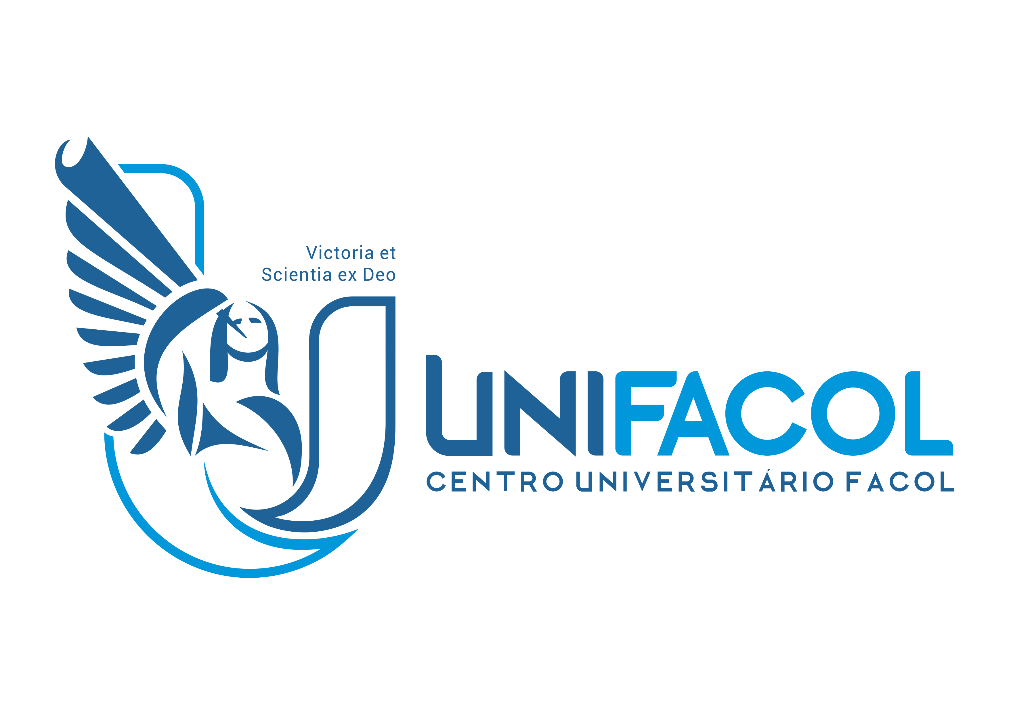 Victoria et
Scientia ex Deo
UNIFACOL
CENTRO UNIVERSITÁRIO FACOL